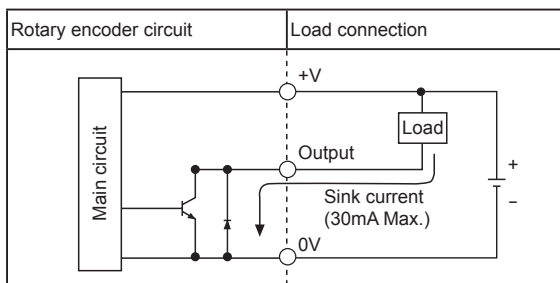 Rotary encoder circuit
Load connection
+V
Load
Main circuit
Output
Sink current
(30mA Max.)
+
−
0V